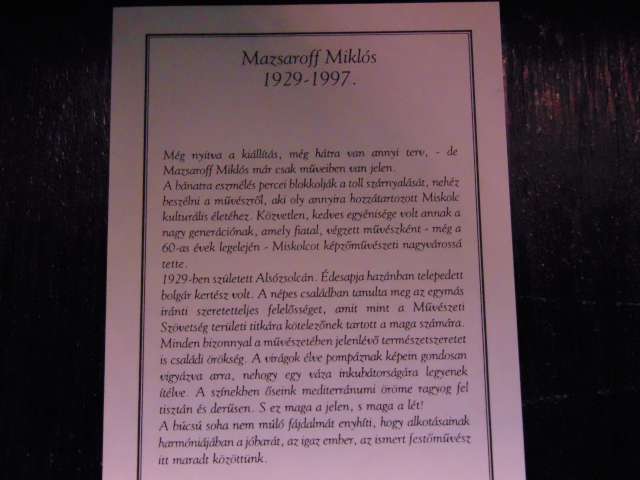 Mazsaroff Miklós
1929-1997.
Még nyitva a kiállítás, még hátra van annyi terv, - de
Mazsaroff Miklós már csak műveiben van jelen.
A bánatra eszmélés percei blokkolják a toll szárnyalását, nehéz
beszélni a művészről, aki oly annyira hozzátartozott Miskolc
kulturális életéhez. Közvetlen, kedves egyénisége volt annak a
nagy generációnak, amely fiatal, végzett művészként - még a
60-as évek legelején - Miskolcot képzőművészeti nagyvárossá
tette.
1929-ben született Alsózsolcán. Édesapja hazánban telepedett
bolgár kertész volt. A népes családban tanulta meg az egymás
iránti szeretetteljes felelősséget, amit mint a Művészeti
Szövetség területi titkára kötelezőnek tartott a maga számára.
Minden bizonnyal a művészetében jelenlévő természetszeretet
is családi örökség. A virágok élve pompáznak képein gondosan
vigyázva arra, nehogy egy váza inkubátorságára legyenek
ítélve. A színekben őseink mediterránumi öröme ragyog fel
tisztán és derűsen. S ez maga a jelen, s maga a lét!
A búcsú soha nem múló fájdalmát enyhíti, hogy alkotásainak
harmóniájában a jóbarát, az igaz ember, az ismert festőművész
itt maradt közöttünk.